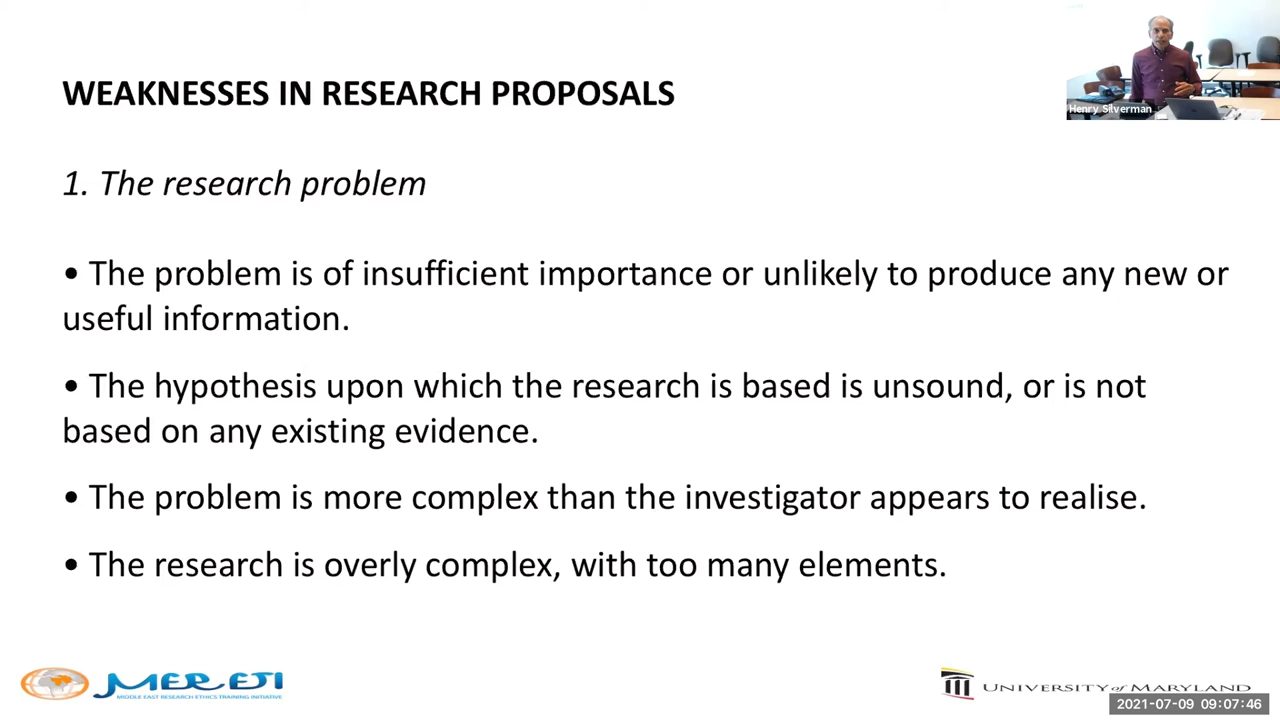 WEAKNESSES IN RESEARCH PROPOSALS
Henry Silverman
1. The research problem
• The problem is of insufficient importance or unlikely to produce any new or
useful information.
• The hypothesis upon which the research is based is unsound, or is not
based on any existing evidence.
• The problem is more complex than the investigator appears to realise.
• The research is overly complex, with too many elements.
MERETI
MIDDLE EAST RESEARCH ETHICS TRAINING INITIATIVE
UNIVERSITY of MARYLAND
2021-07-09 09:07:46